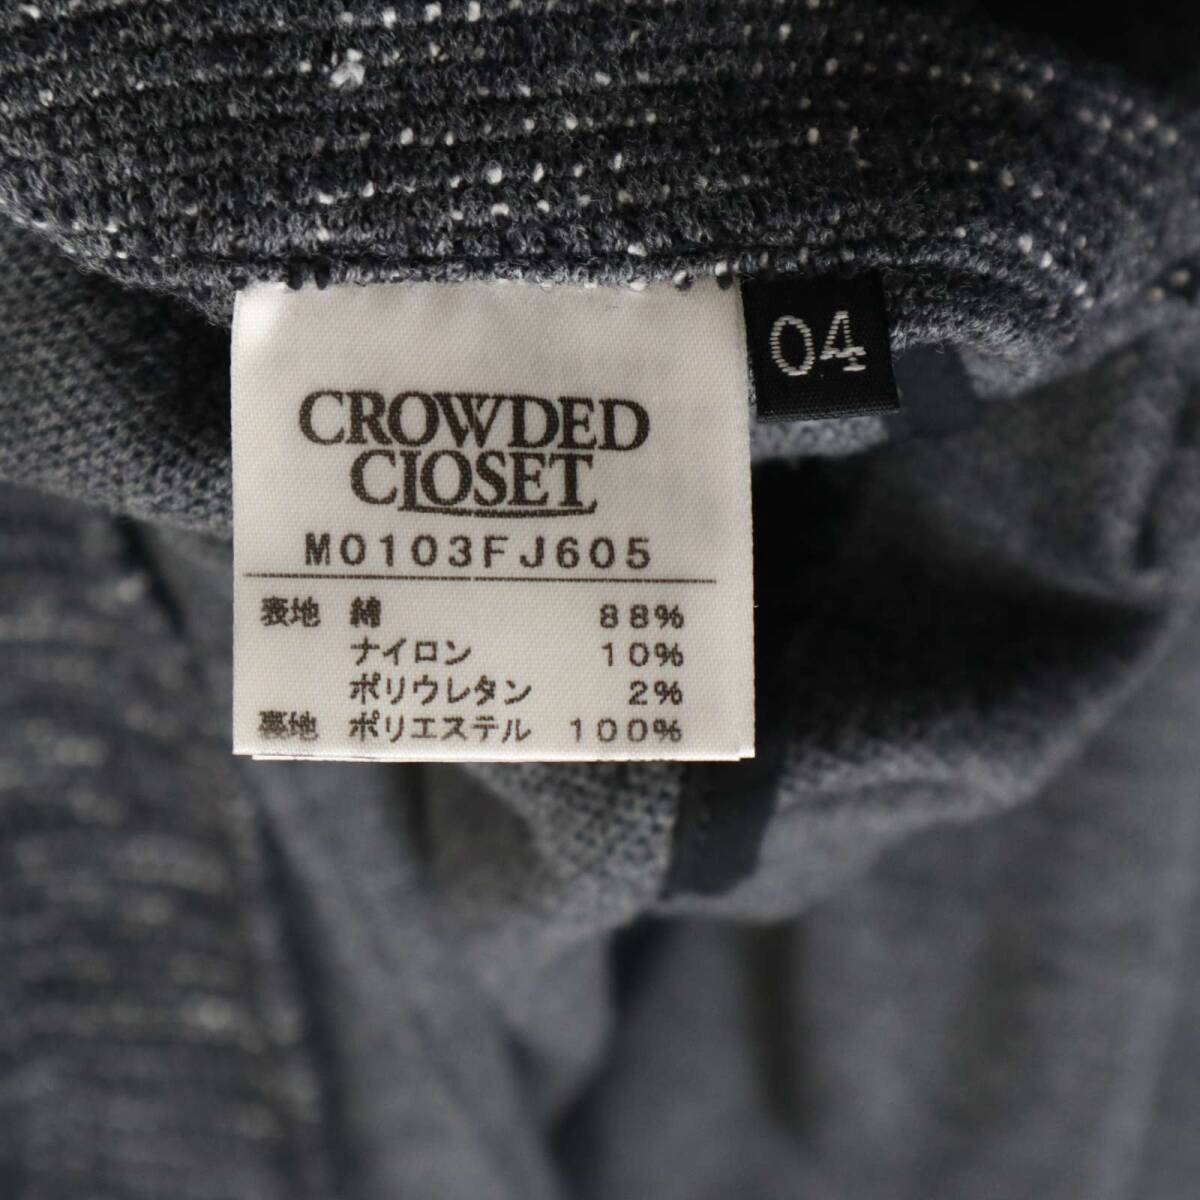 CROWDED
CLOSET
04
M0103FJ605
表地 綿 88%
ナイロン 10%
ポリウレタン 2%
裏地 ポリエステル 100%